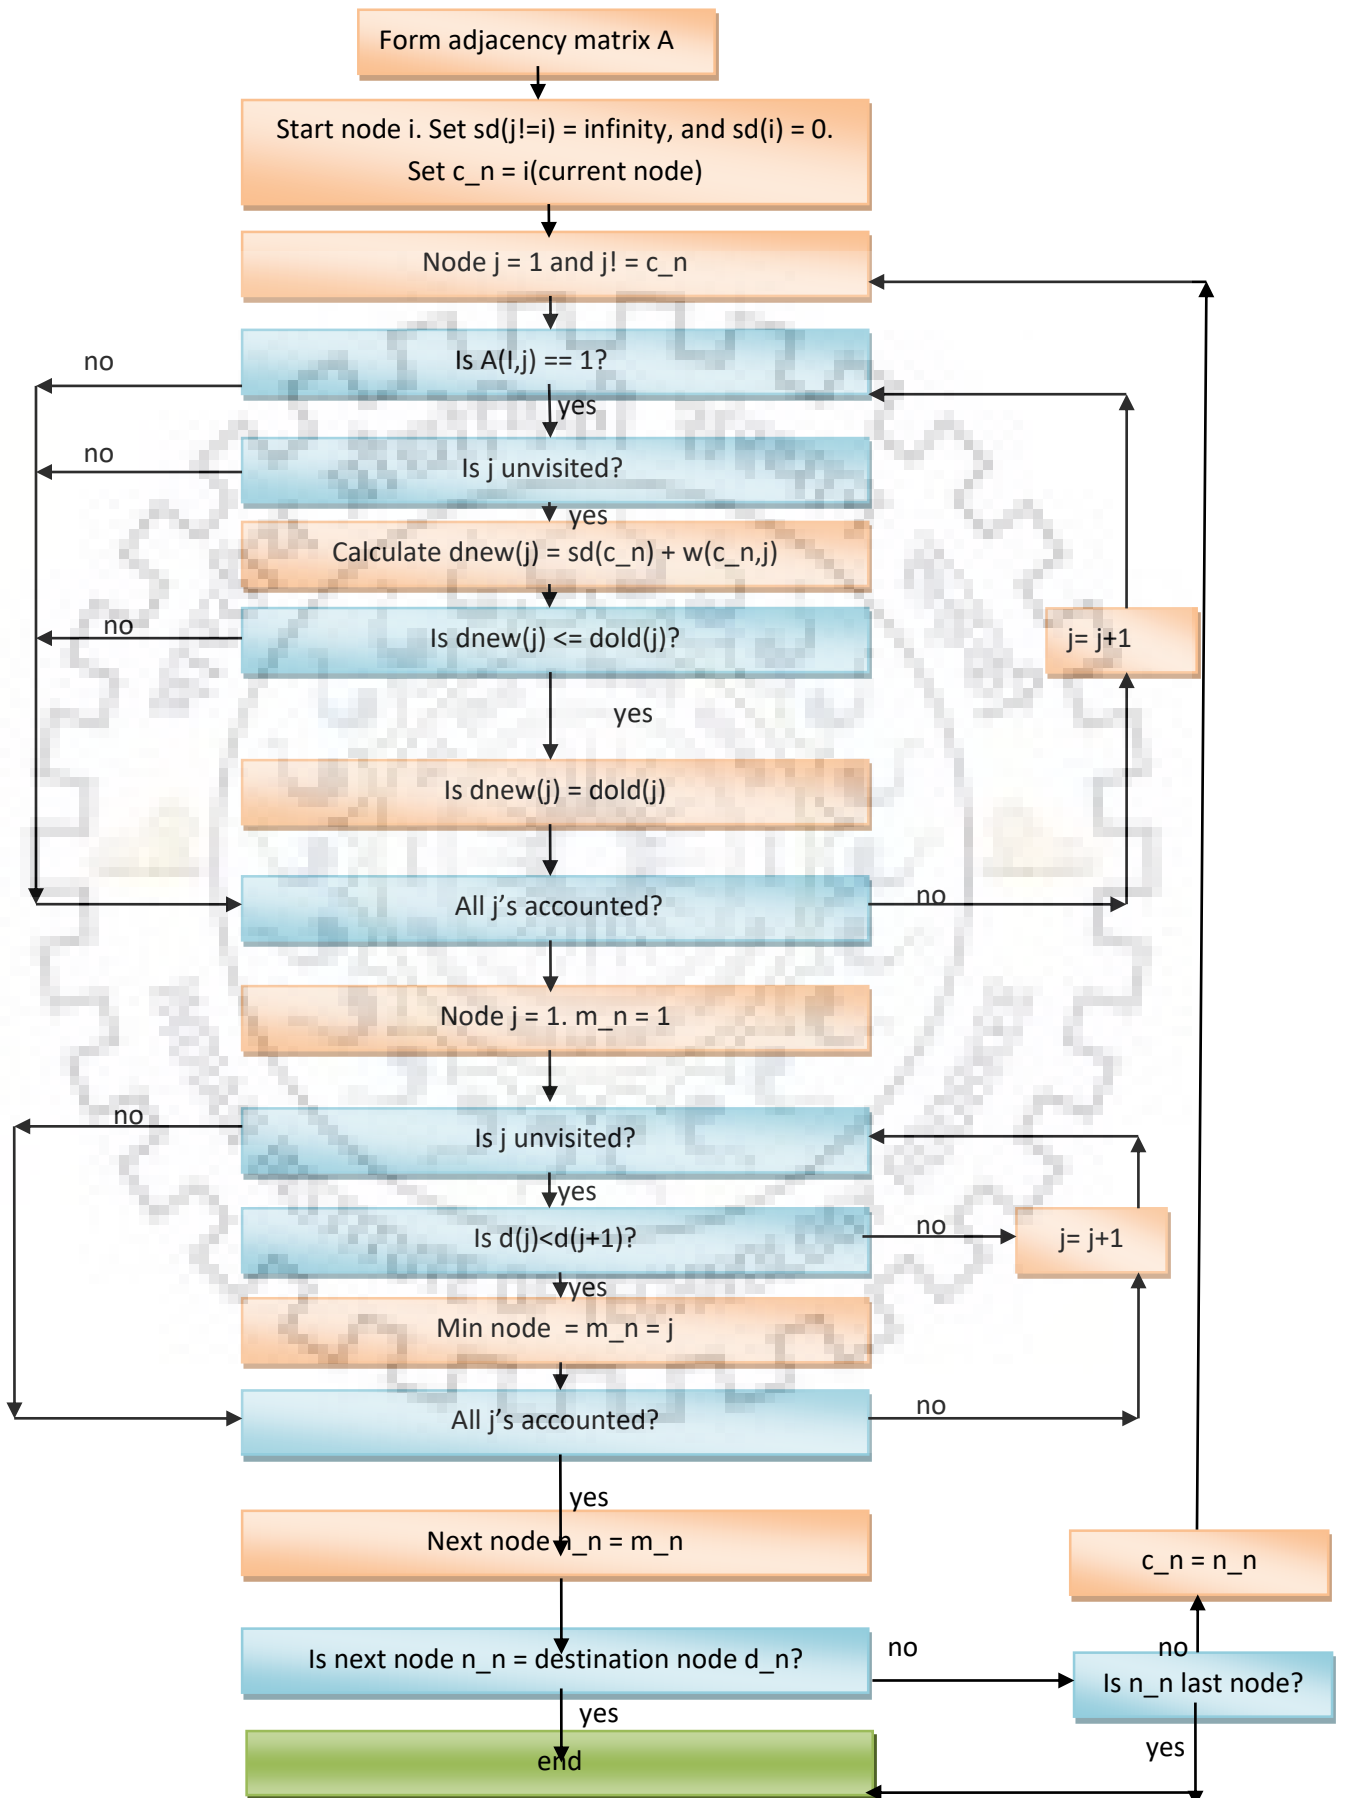 Form adjacency matrix A
Start node i. Set sd(j!=i) = infinity, and sd(i) = 0.
Set c_n = i(current node)
Node j = 1 and j! = c_n
Is A(I,j) == 1?
no
yes
Is j unvisited?
no
yes
Calculate dnew(j) = sd(c_n) + w(c_n,j)
Is dnew(j) <= dold(j)?
no
j= j+1
yes
Is dnew(j) = dold(j)
All j’s accounted?
no
Node j = 1. m_n = 1
Is j unvisited?
no
yes
Is d(j)<d(j+1)?
no
j= j+1
yes
Min node  = m_n = j
All j’s accounted?
no
yes
Next node n_n = m_n
c_n = n_n
Is next node n_n = destination node d_n?
no
no
Is n_n last node?
yes
yes
end